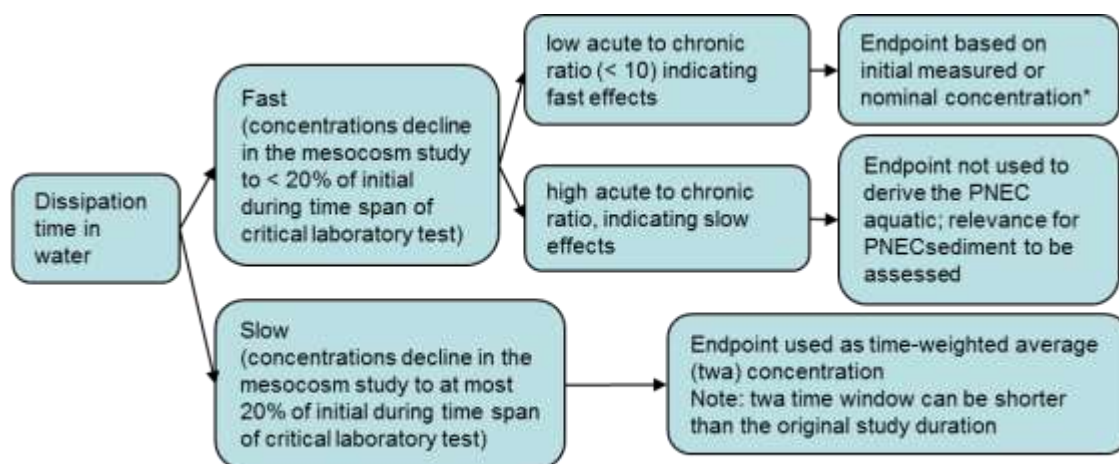 Dissipation
time in
water
Fast
(concentrations decline
in the mesocosm study
to < 20% of initial
during time span of
critical laboratory test)
low acute to chronic
ratio (< 10) indicating
fast effects
Endpoint based on
initial measured or
nominal concentration*
high acute to chronic
ratio, indicating slow
effects
Endpoint not used to
derive the PNEC
aquatic; relevance for
PNECsediment to be
assessed
Slow
(concentrations decline in the
mesocosm study to at most
20% of initial during time span
of critical laboratory test)
Endpoint used as time-weighted average
(twa) concentration
Note: twa time window can be shorter
than the original study duration